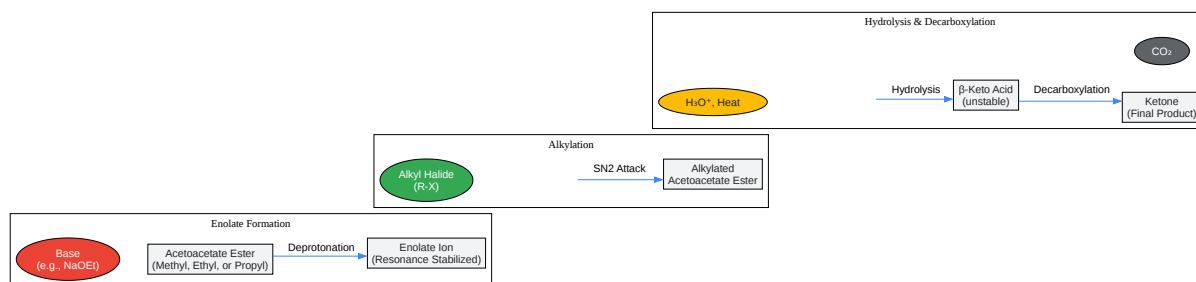 Hydrolysis & Decarboxylation
CO₂
H₃O⁺, Heat
Hydrolysis
β-Keto Acid
(unstable)
Decarboxylation
Ketone
(Final Product)
Alkylation
Alkyl Halide
(R-X)
SN2 Attack
Alkylated
Acetoacetate Ester
Enolate Formation
Base
(e.g., NaOEt)
Acetoacetate Ester
(Methyl, Ethyl, or Propyl)
Deprotonation
Enolate Ion
(Resonance Stabilized)